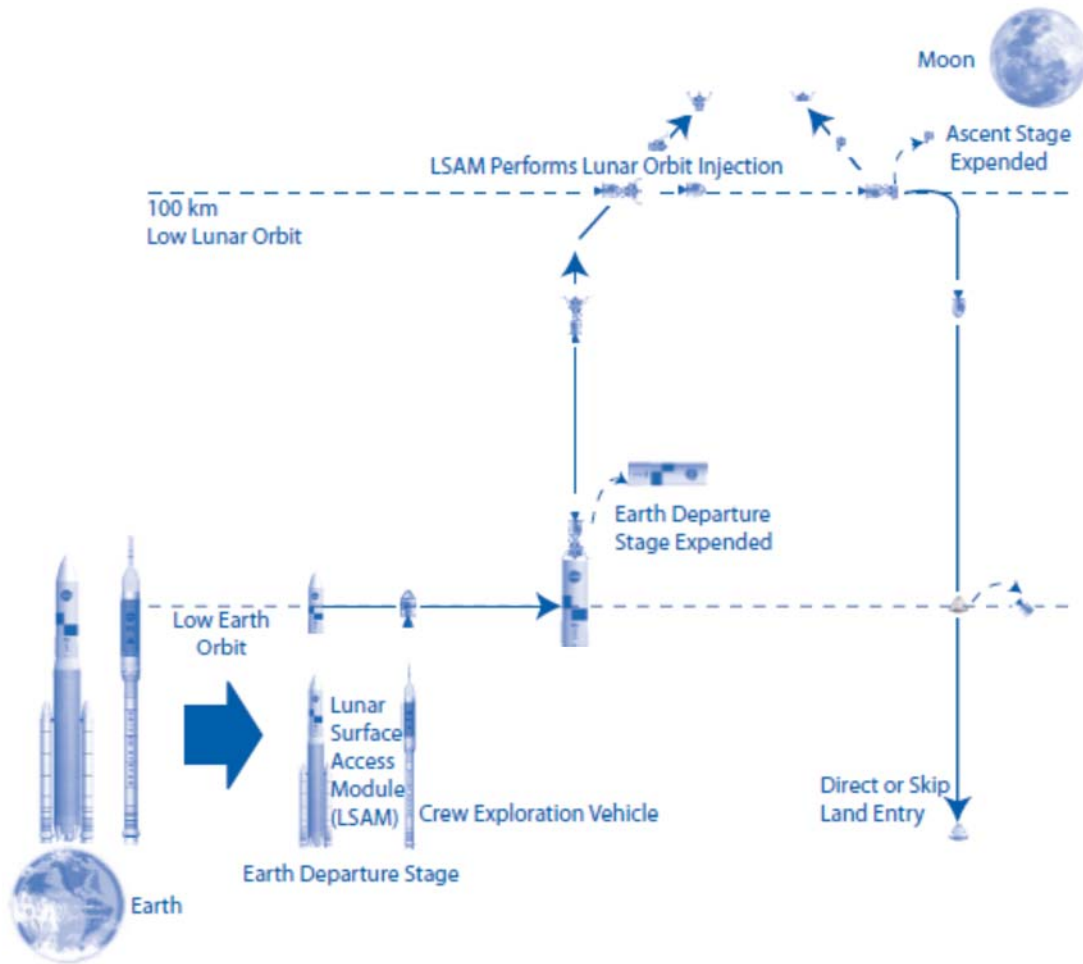 Moon
Ascent Stage
Expended
LSAM Performs Lunar Orbit Injection
100 km
Low Lunar Orbit
Earth Departure
Stage Expended
Low Earth
Orbit
Lunar
Surface
Access
Module
(LSAM)
Crew Exploration Vehicle
Direct or Skip
Land Entry
Earth Departure Stage
Earth